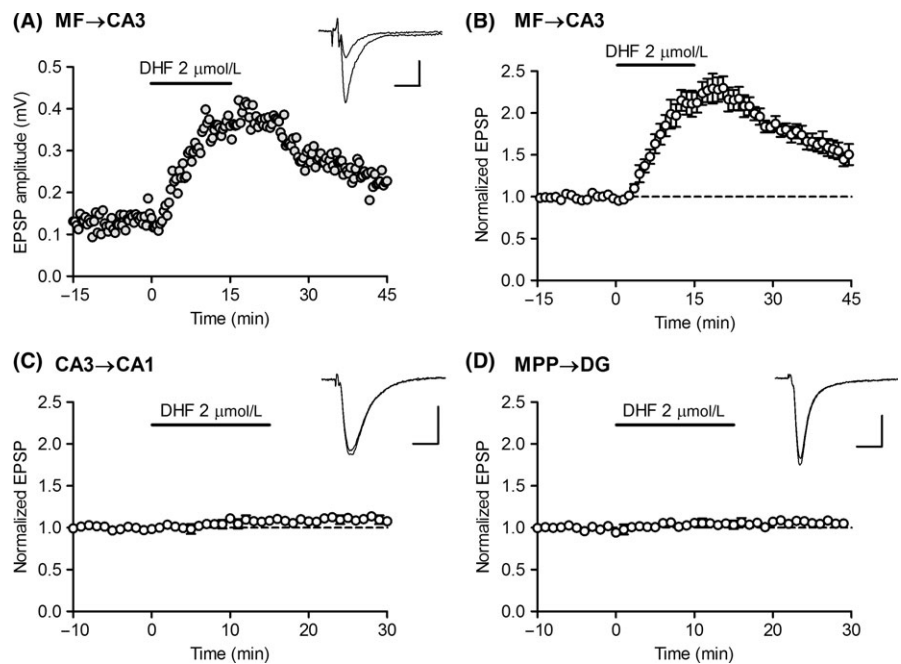 (A) MF→CA3
DHF 2 μmol/L
EPSP amplitude (mV)
0.5
0.4
0.3
0.2
0.1
0.0
−15 0 15 30 45
Time (min)
(B) MF→CA3
DHF 2 μmol/L
Normalized EPSP
2.5
2.0
1.5
1.0
0.5
0.0
−15 0 15 30 45
Time (min)
(C) CA3→CA1
DHF 2 μmol/L
Normalized EPSP
2.5
2.0
1.5
1.0
0.5
0.0
−10 0 10 20 30
Time (min)
(D) MPP→DG
DHF 2 μmol/L
Normalized EPSP
2.5
2.0
1.5
1.0
0.5
0.0
−10 0 10 20 30
Time (min)